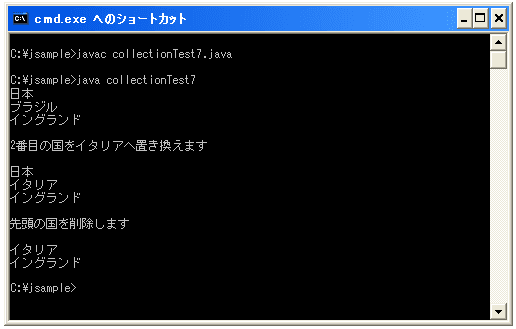 cmd.exe へのショートカット
C:¥jsample>javac collectionTest7.java
C:¥jsample>java collectionTest7
日本
ブラジル
イングランド
2番目の国をイタリアへ置き換えます
日本
イタリア
イングランド
先頭の国を削除します
イタリア
イングランド
C:¥jsample>